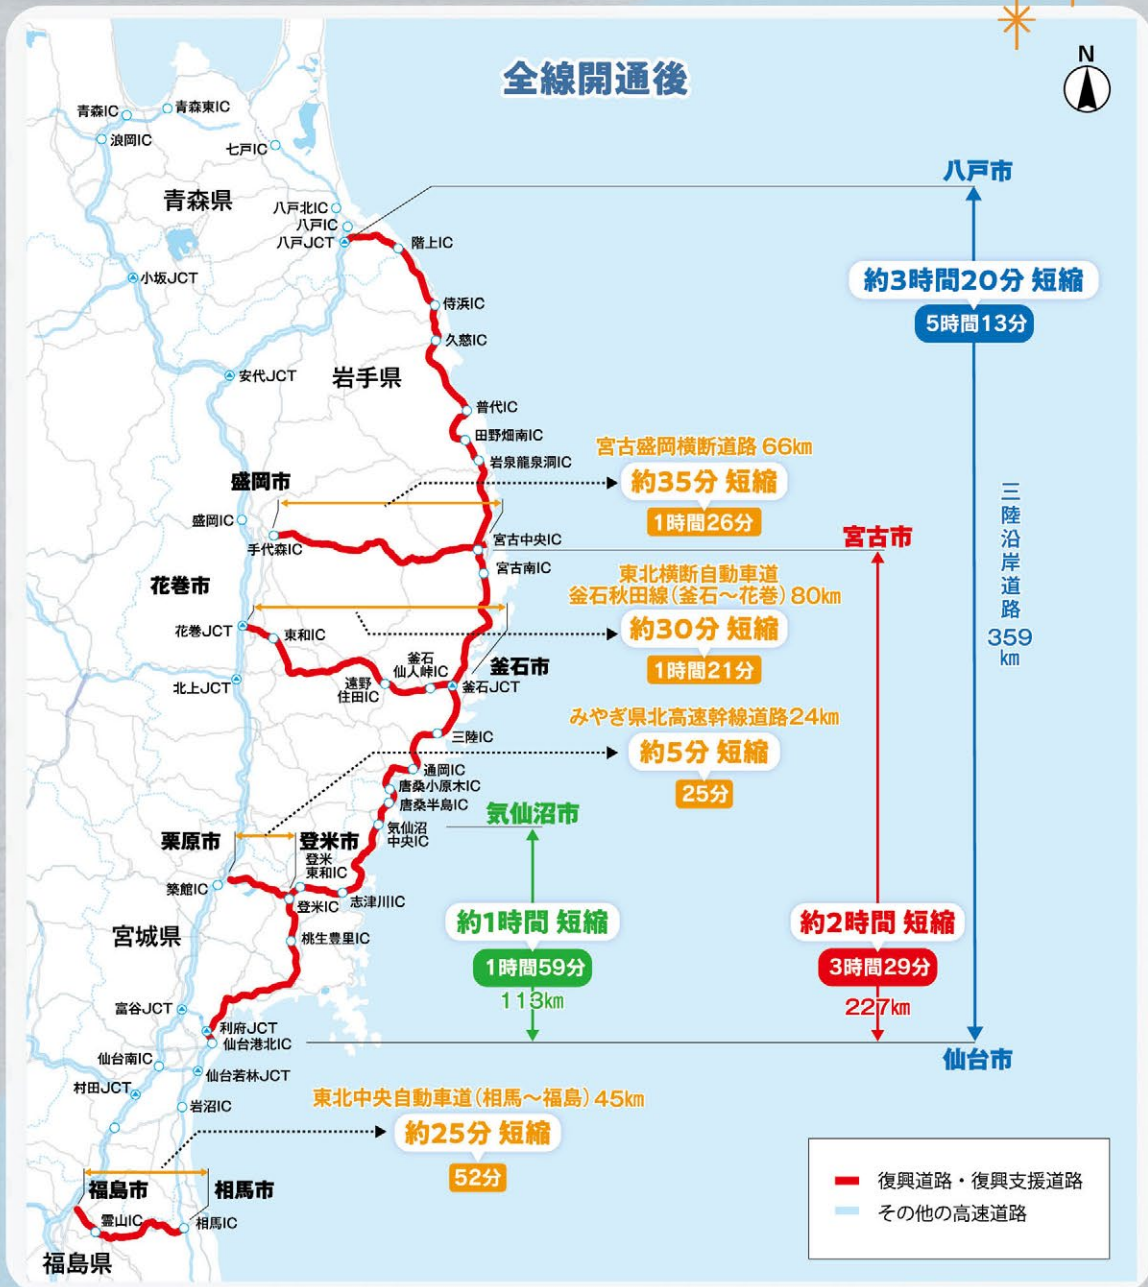 全線開通後
N
青森IC
青森東IC
浪岡IC
七戸IC
青森県
八戸北IC
八戸IC
八戸JCT
階上IC
八戸市
小坂JCT
侍浜IC
約3時間20分 短縮
5時間13分
久慈IC
安代JCT
岩手県
普代IC
田野畑南IC
岩泉龍泉洞IC
宮古盛岡横断道路 66km
約35分 短縮
1時間26分
盛岡市
盛岡IC
手代森IC
宮古中央IC
宮古南IC
宮古市
三陸沿岸道路
359
km
花巻市
東北横断自動車道
釜石秋田線(釜石〜花巻)80km
約30分 短縮
1時間21分
花巻JCT
東和IC
釜石
仙人峠IC
釜石市
北上JCT
遠野
住田IC
釜石JCT
みやぎ県北高速幹線道路24km
約5分 短縮
25分
三陸IC
通岡IC
唐桑小原木IC
唐桑半島IC
気仙沼
中央IC
気仙沼市
栗原市
登米市
登米
東和IC
築館IC
登米IC
志津川IC
約1時間 短縮
1時間59分
113km
約2時間 短縮
3時間29分
227km
宮城県
桃生豊里IC
富谷JCT
利府JCT
仙台港北IC
仙台市
仙台南IC
仙台若林JCT
村田JCT
岩沼IC
東北中央自動車道(相馬〜福島)45km
約25分 短縮
52分
福島市
相馬市
霊山IC
相馬IC
福島県
復興道路・復興支援道路
その他の高速道路